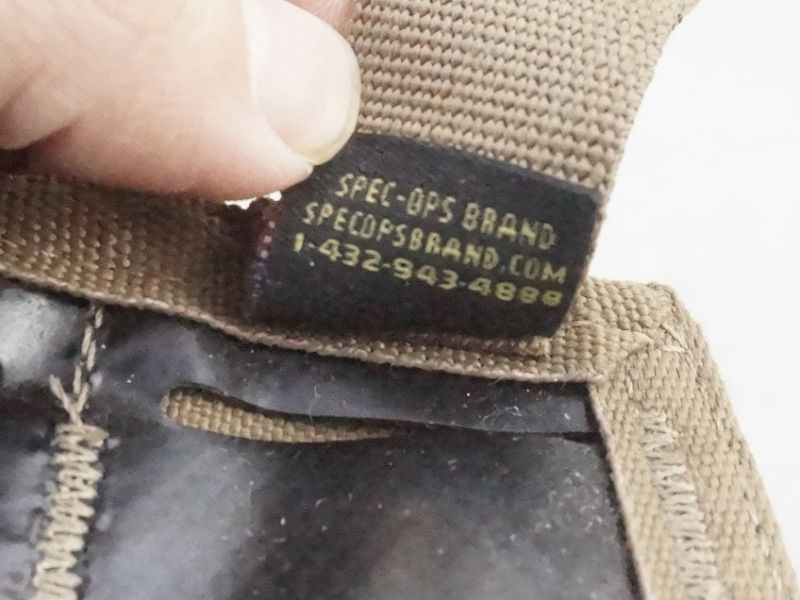 SPEC-OPS BRAND
SPECOPSBRAND.COM
1-432-943-4888